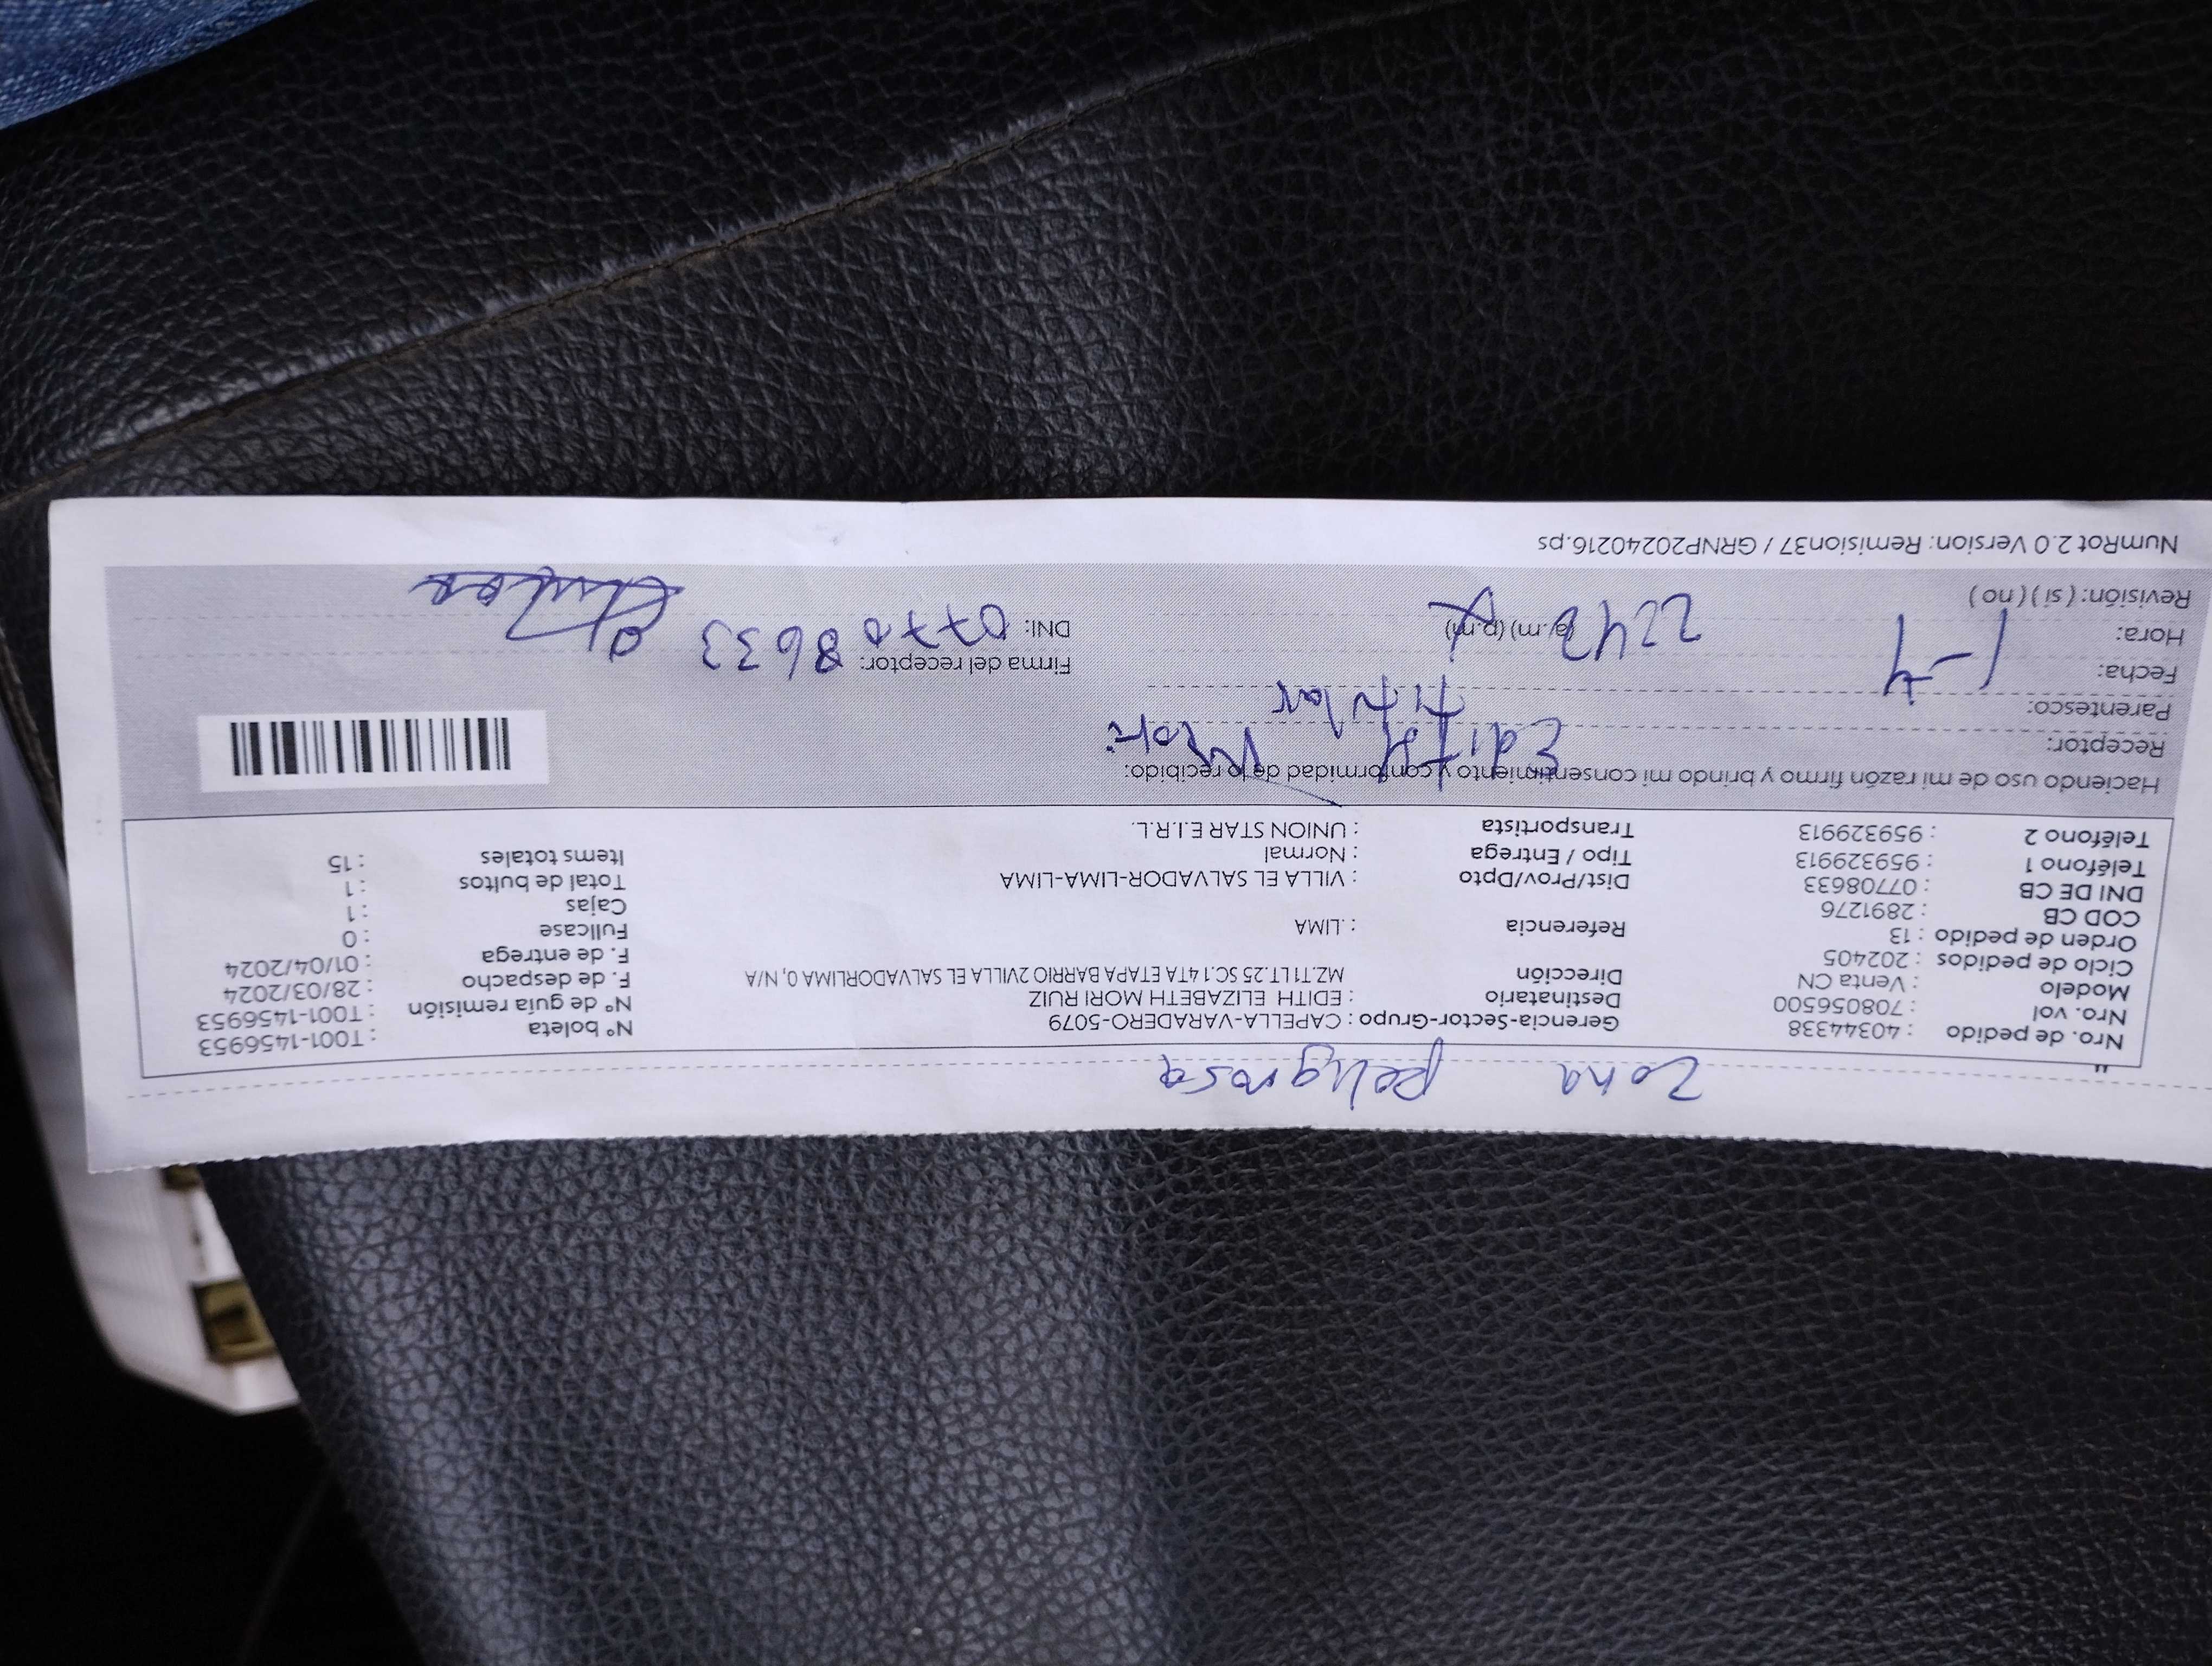 Zona peligrosa
Nro. de pedido : 40344338 Gerencia-Sector-Grupo : CAPELLA-VARADERO-5079 N° boleta : T001-1456953
Nro. vol : 708056500 Destinatario : EDITH ELIZABETH MORI RUIZ N° de guía remisión : T001-1456953
Modelo : Venta CN Dirección MZ.T1 LT.25 SC.14TA ETAPA BARRIO 2VILLA EL SALVADORLIMA 0, N/A F. de despacho : 28/03/2024
Ciclo de pedidos : 202405 F. de entrega : 01/04/2024
Orden de pedido : 13 Referencia : .LIMA Fullcase : 0
COD CB : 2891276 Cajas : 1
DNI DE CB : 07708633 Dist/Prov/Dpto : VILLA EL SALVADOR-LIMA-LIMA Total de bultos : 1
Teléfono 1 : 959329913 Tipo / Entrega : Normal Items totales : 15
Teléfono 2 : 959329913 Transportista : UNION STAR E.I.R.L.
Haciendo uso de mi razón firmo y brindo mi consentimiento y conformidad de lo recibido:
Receptor: Edith Mori
Parentesco: Titular
Fecha: 1-4 Firma del receptor:
Hora: (a.m) (p.m) DNI: 07708633
Revisión: ( si ) ( no )
NumRot 2.0 Version: Remision37 / GRNP20240216.ps